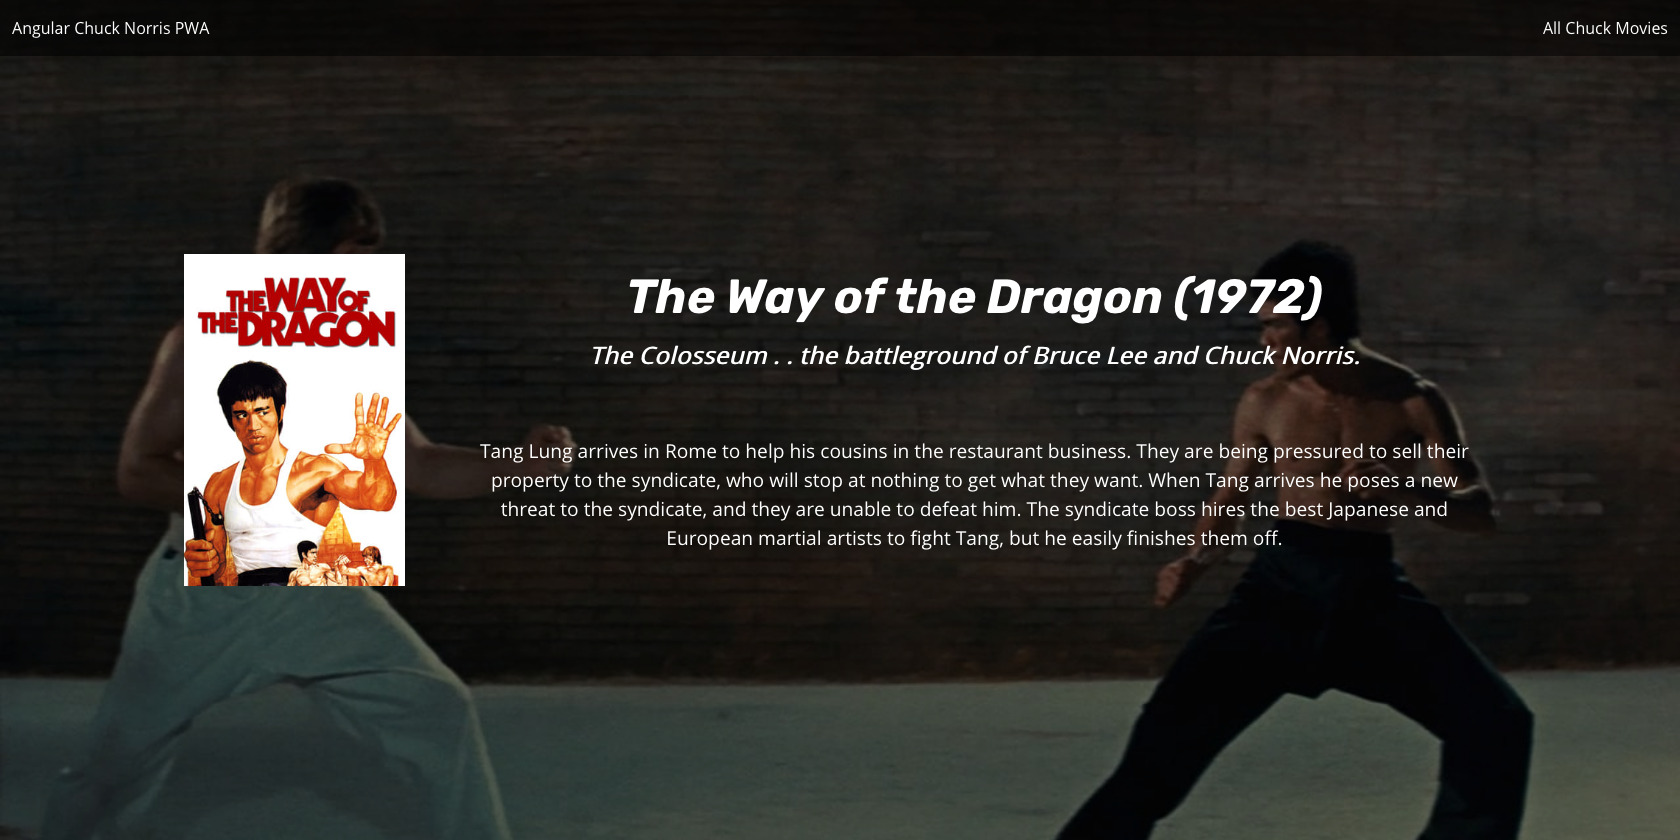 Angular Chuck Norris PWA
All Chuck Movies
THE WAY OF
THE DRAGON
The Way of the Dragon (1972)
The Colosseum . . the battleground of Bruce Lee and Chuck Norris.
Tang Lung arrives in Rome to help his cousins in the restaurant business. They are being pressured to sell their
property to the syndicate, who will stop at nothing to get what they want. When Tang arrives he poses a new
threat to the syndicate, and they are unable to defeat him. The syndicate boss hires the best Japanese and
European martial artists to fight Tang, but he easily finishes them off.